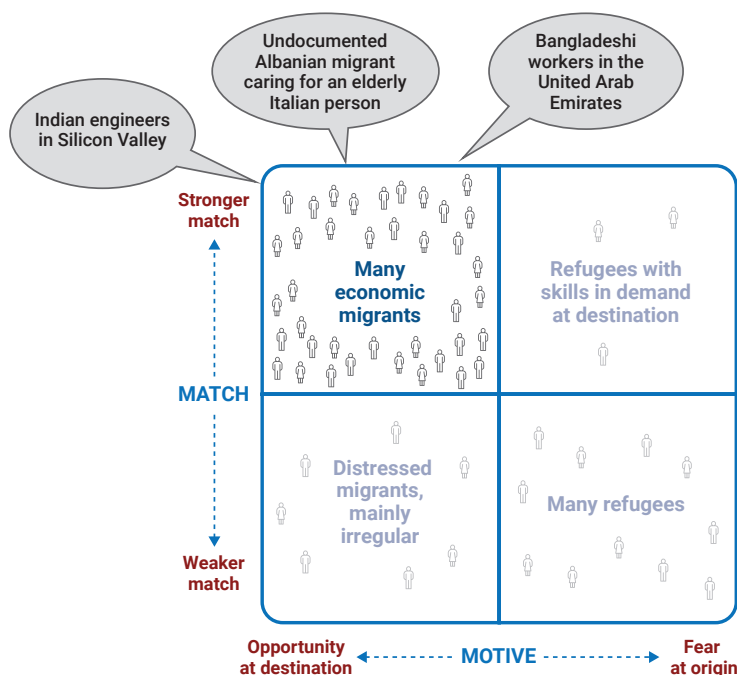 Undocumented
Albanian migrant
caring for an elderly
Italian person
Bangladeshi
workers in the
United Arab
Emirates
Indian engineers
in Silicon Valley
Stronger
match
Many
economic
migrants
Refugees with
skills in demand
at destination
MATCH
Distressed
migrants,
mainly
irregular
Many refugees
Weaker
match
Opportunity
at destination
MOTIVE
Fear
at origin